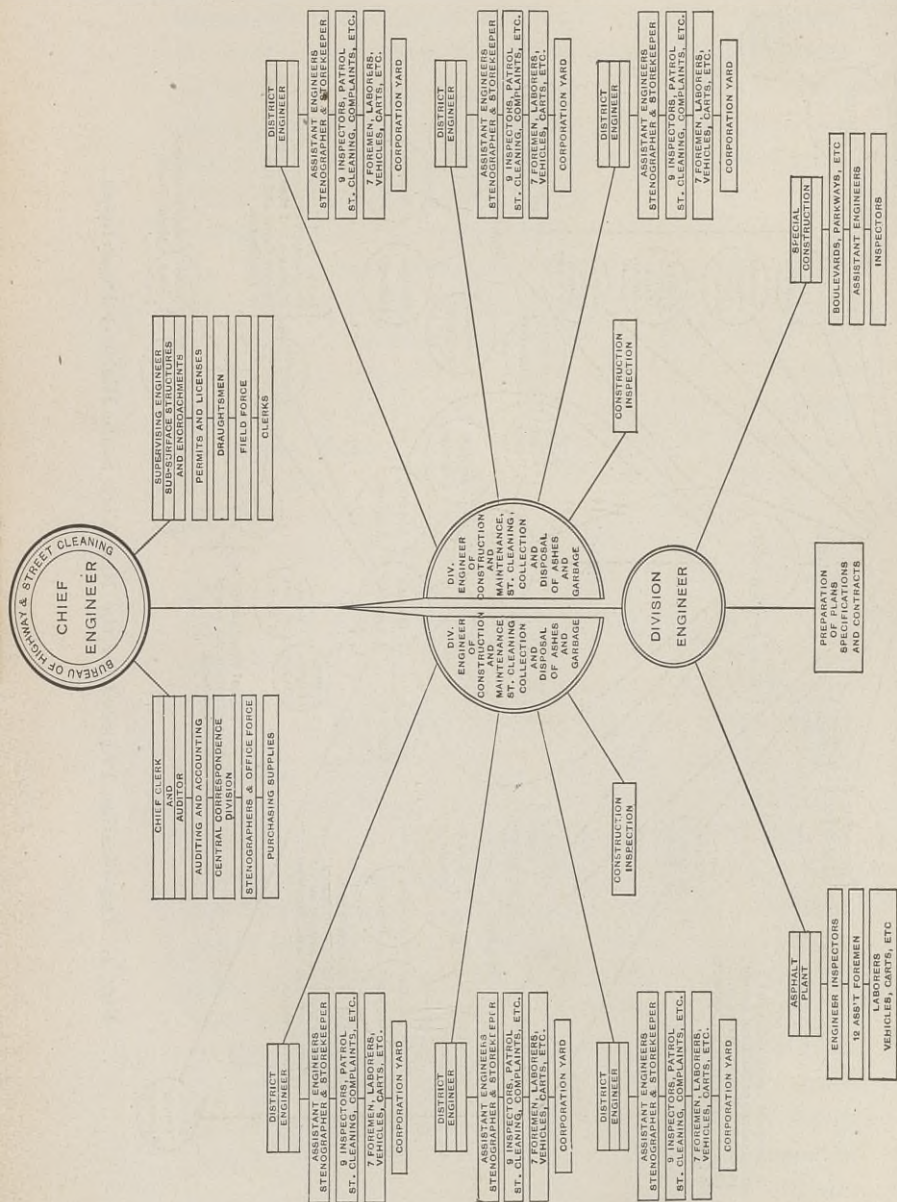 BUREAU OF HIGHWAY & STREET CLEANING
CHIEF
ENGINEER
CHIEF CLERK
AND
AUDITOR
AUDITING AND ACCOUNTING
CENTRAL CORRESPONDENCE
DIVISION
STENOGRAPHERS & OFFICE FORCE
PURCHASING SUPPLIES
SUPERVISING ENGINEER
SUB-SURFACE STRUCTURES
AND ENCROACHMENTS
PERMITS AND LICENSES
DRAUGHTSMEN
FIELD FORCE
CLERKS
DISTRICT
ENGINEER
ASSISTANT ENGINEERS
STENOGRAPHER & STOREKEEPER
9 INSPECTORS, PATROL
ST. CLEANING, COMPLAINTS, ETC.
7 FOREMEN, LABORERS,
VEHICLES, CARTS, ETC.
CORPORATION YARD
DISTRICT
ENGINEER
ASSISTANT ENGINEERS
STENOGRAPHER & STOREKEEPER
9 INSPECTORS, PATROL
ST. CLEANING, COMPLAINTS, ETC.
7 FOREMEN, LABORERS,
VEHICLES, CARTS, ETC.
CORPORATION YARD
DISTRICT
ENGINEER
ASSISTANT ENGINEERS
STENOGRAPHER & STOREKEEPER
9 INSPECTORS, PATROL
ST. CLEANING, COMPLAINTS, ETC.
7 FOREMEN, LABORERS,
VEHICLES, CARTS, ETC.
CORPORATION YARD
DIV.
ENGINEER
OF
CONSTRUCTION
AND
MAINTENANCE
ST. CLEANING
COLLECTION
AND
DISPOSAL
OF ASHES
AND
GARBAGE
DIV.
ENGINEER
OF
CONSTRUCTION
AND
MAINTENANCE,
ST. CLEANING,
COLLECTION
AND
DISPOSAL
OF ASHES
AND
GARBAGE
DISTRICT
ENGINEER
ASSISTANT ENGINEERS
STENOGRAPHER & STOREKEEPER
9 INSPECTORS, PATROL
ST. CLEANING, COMPLAINTS, ETC.
7 FOREMEN, LABORERS,
VEHICLES, CARTS, ETC.
CORPORATION YARD
DISTRICT
ENGINEER
ASSISTANT ENGINEERS
STENOGRAPHER & STOREKEEPER
9 INSPECTORS, PATROL
ST. CLEANING, COMPLAINTS, ETC.
7 FOREMEN, LABORERS,
VEHICLES, CARTS, ETC.
CORPORATION YARD
DISTRICT
ENGINEER
ASSISTANT ENGINEERS
STENOGRAPHER & STOREKEEPER
9 INSPECTORS, PATROL
ST. CLEANING, COMPLAINTS, ETC.
7 FOREMEN, LABORERS,
VEHICLES, CARTS, ETC.
CORPORATION YARD
CONSTRUCTION
INSPECTION
CONSTRUCTION
INSPECTION
DIVISION
ENGINEER
ASPHALT
PLANT
ENGINEER INSPECTORS
12 ASS'T FOREMEN
LABORERS
VEHICLES, CARTS, ETC
PREPARATION
OF PLANS
SPECIFICATIONS
AND CONTRACTS
SPECIAL
CONSTRUCTION
BOULEVARDS, PARKWAYS, ETC
ASSISTANT ENGINEERS
INSPECTORS